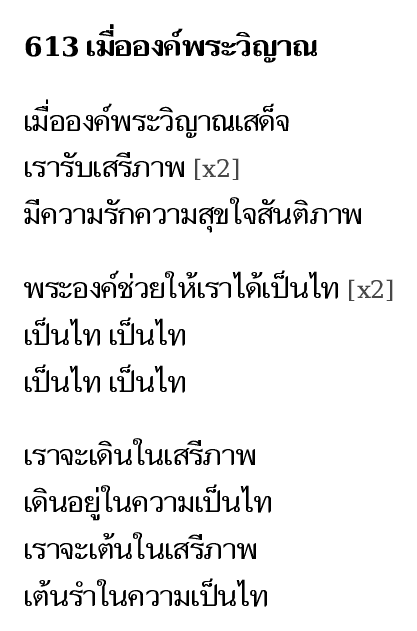 613 เมื่อองค์พระวิญาณ
เมื่อองค์พระวิญาณเสด็จ
เรารับเสรีภาพ [x2]
มีความรักความสุขใจสันติภาพ
พระองค์ช่วยให้เราได้เป็นไท [x2]
เป็นไท เป็นไท
เป็นไท เป็นไท
เราจะเดินในเสรีภาพ
เดินอยู่ในความเป็นไท
เราจะเต้นในเสรีภาพ
เต้นรำในความเป็นไท